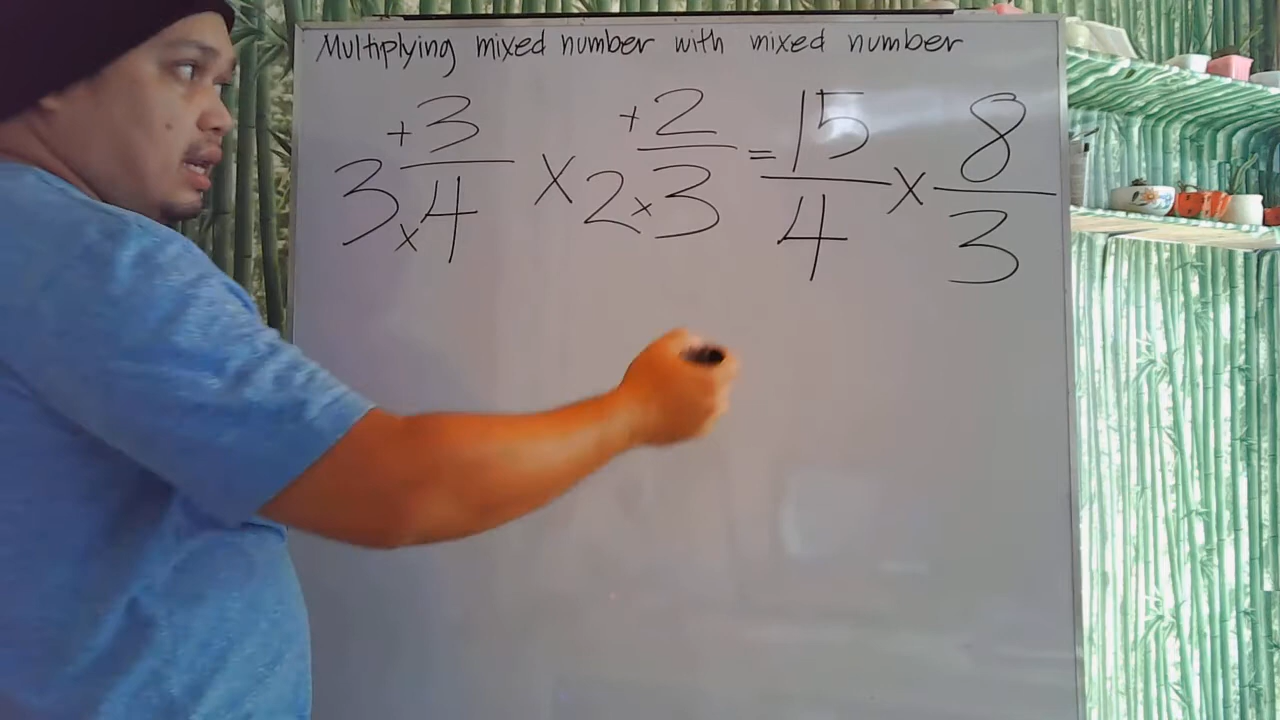 Multiplying mixed number with mixed number
3 +3/×4 × 2 +2/×3 = 15/4 × 8/3